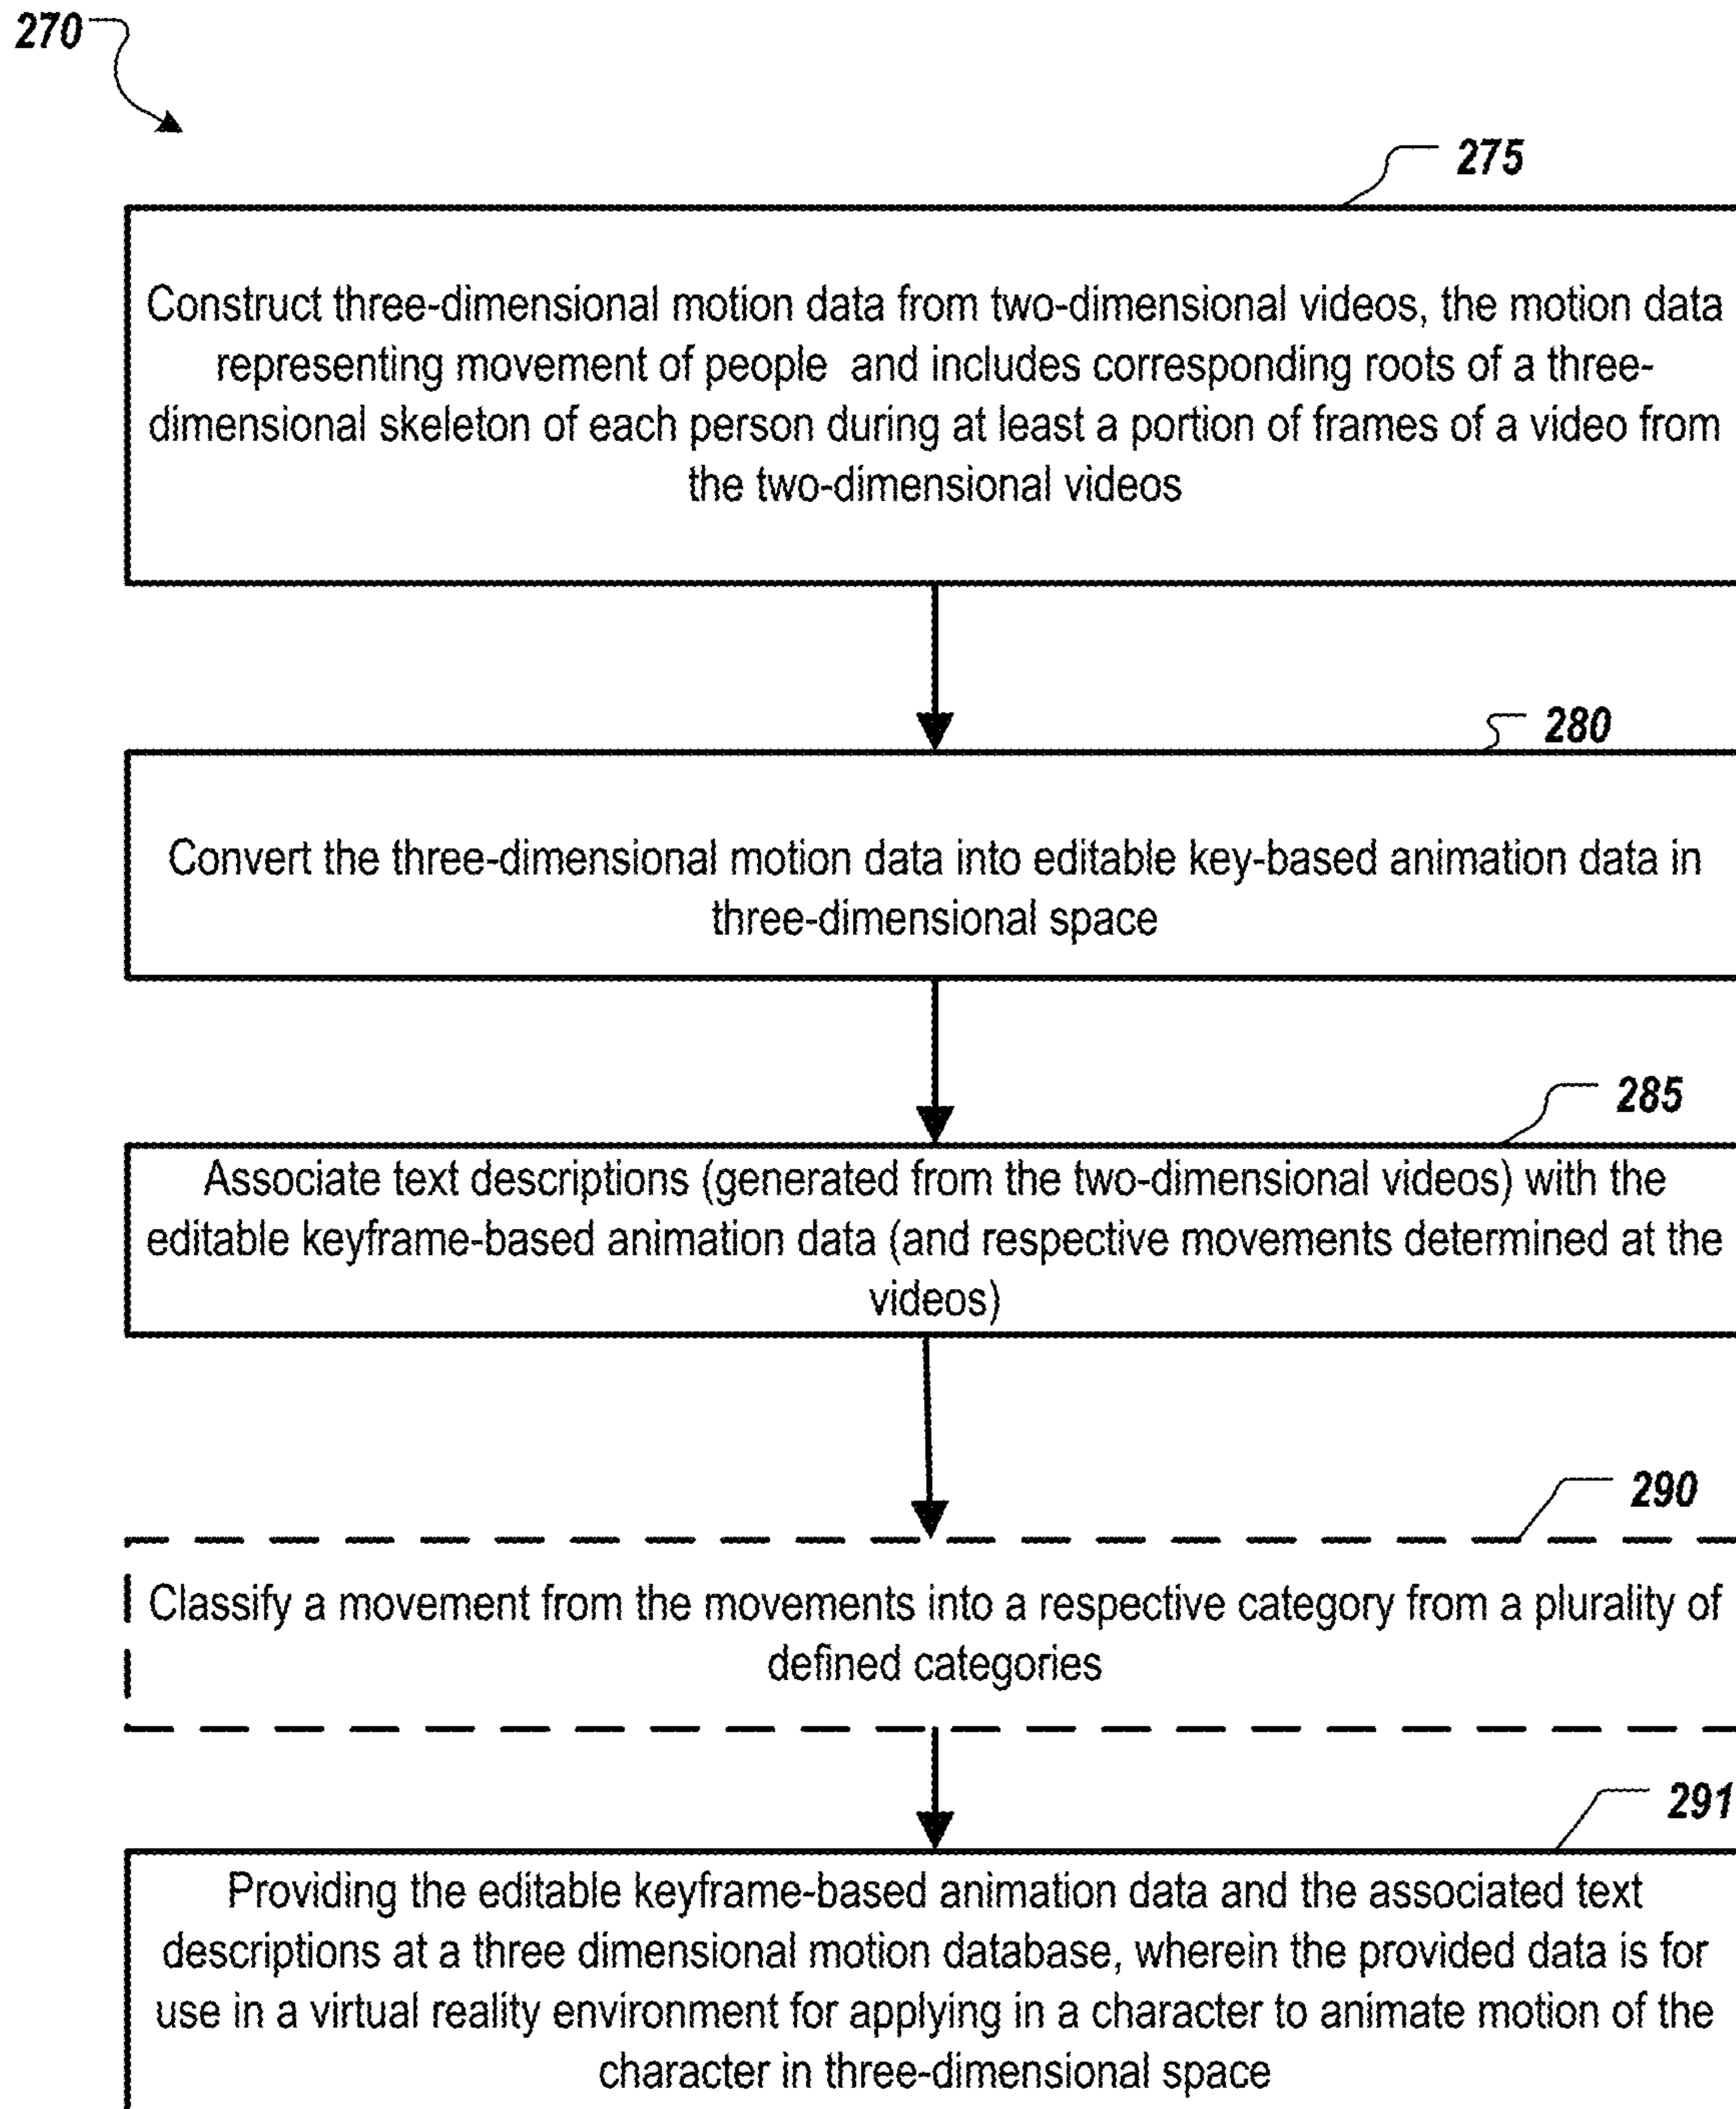 270
275
Construct three-dimensional motion data from two-dimensional videos, the motion data
representing movement of people and includes corresponding roots of a three-
dimensional skeleton of each person during at least a portion of frames of a video from
the two-dimensional videos
280
Convert the three-dimensional motion data into editable key-based animation data in
three-dimensional space
285
Associate text descriptions (generated from the two-dimensional videos) with the
editable keyframe-based animation data (and respective movements determined at the
videos)
290
Classify a movement from the movements into a respective category from a plurality of
defined categories
291
Providing the editable keyframe-based animation data and the associated text
descriptions at a three dimensional motion database, wherein the provided data is for
use in a virtual reality environment for applying in a character to animate motion of the
character in three-dimensional space